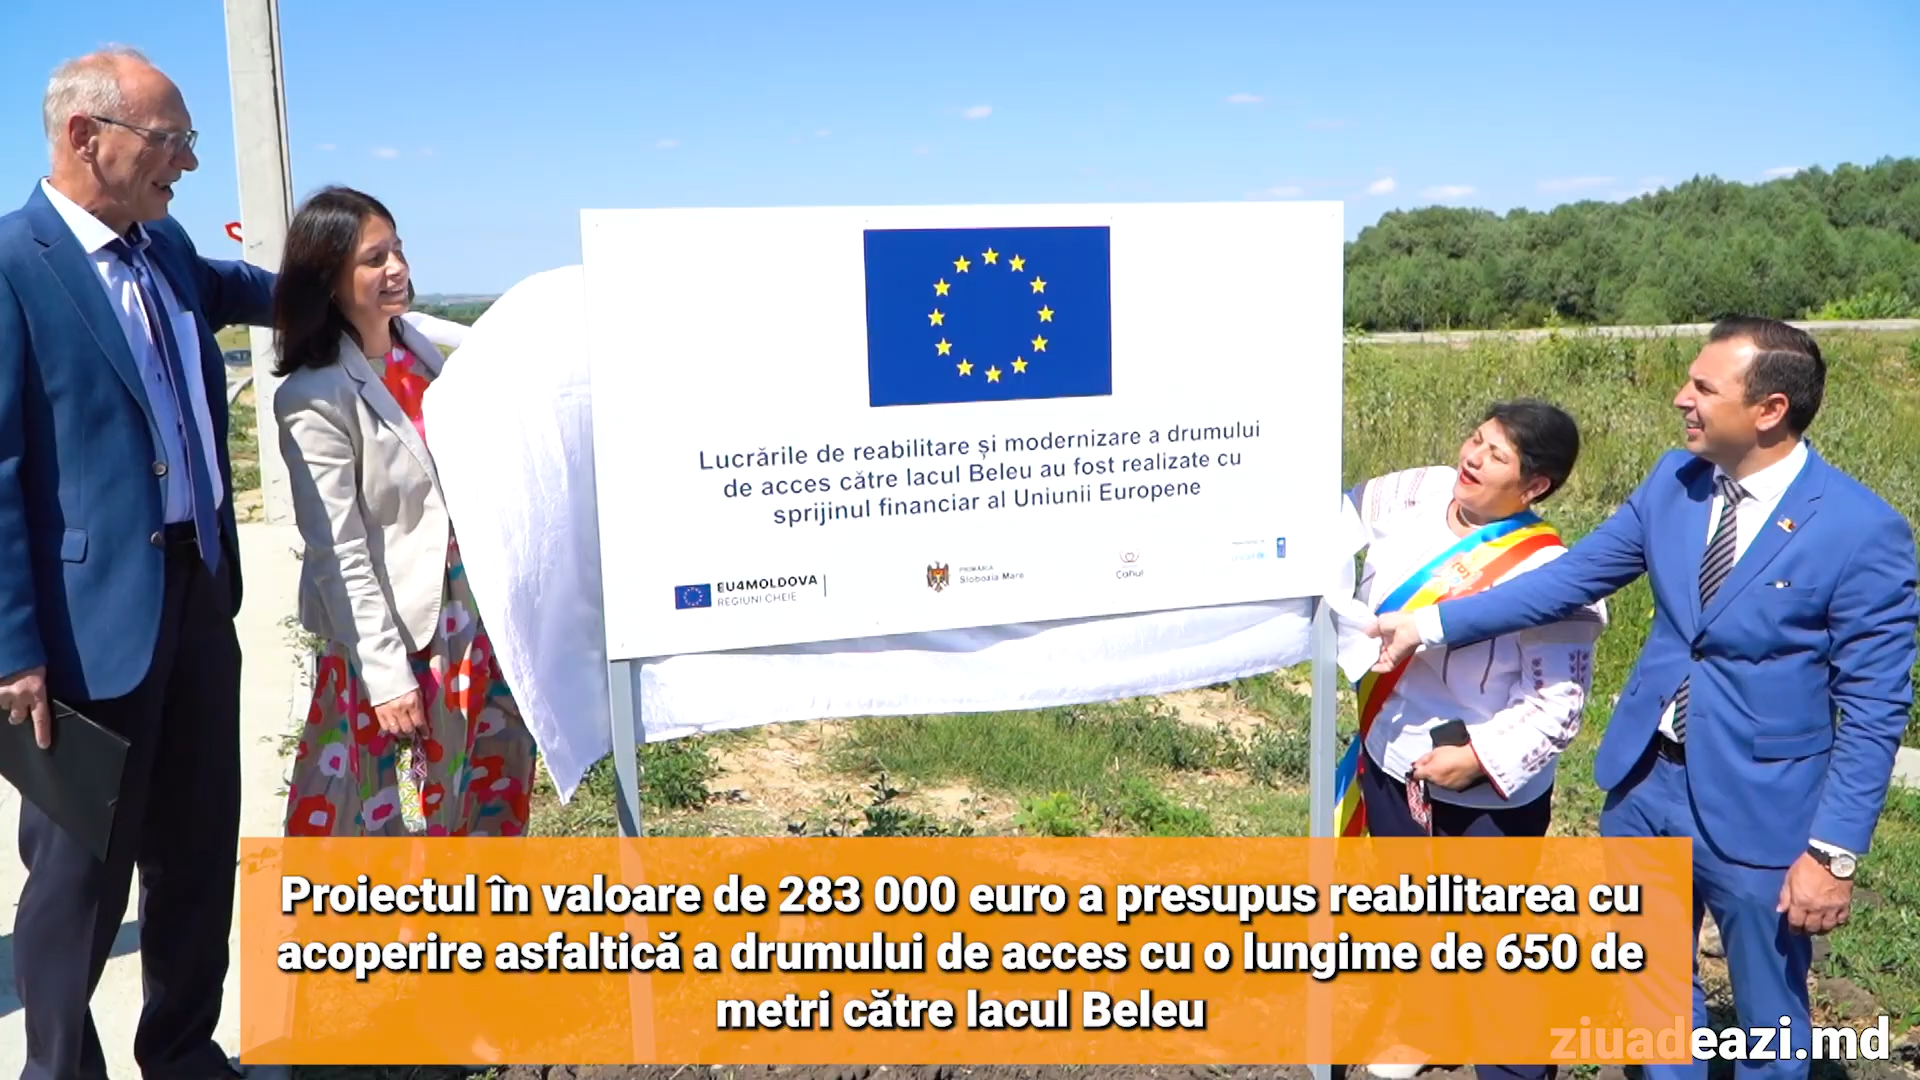 Lucrările de reabilitare și modernizare a drumului
de acces către lacul Beleu au fost realizate cu
sprijinul financiar al Uniunii Europene
EU4MOLDOVA
REGIUNI CHEIE
PRIMĂRIA
Slobozia Mare
Cahul
unicef
Proiectul în valoare de 283 000 euro a presupus reabilitarea cu
acoperire asfaltică a drumului de acces cu o lungime de 650 de
metri către lacul Beleu
ziuadeazi.md